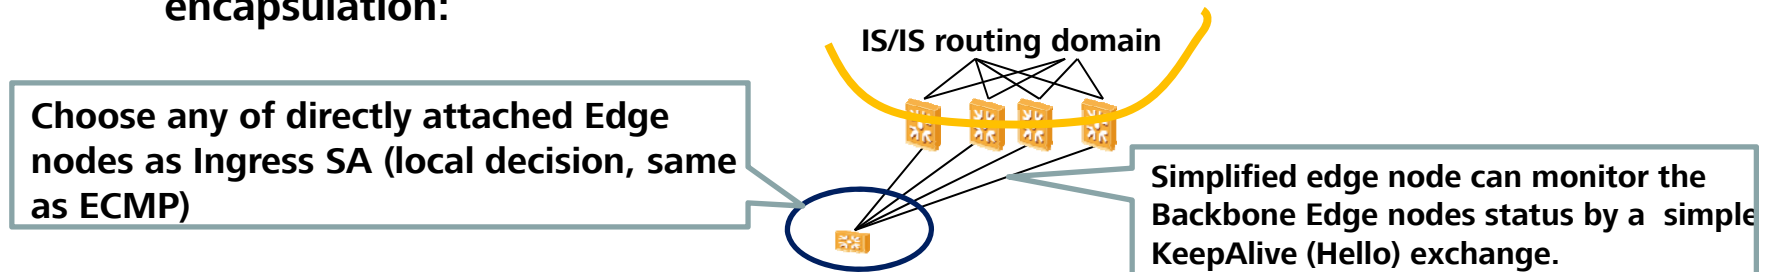 encapsulation:
IS/IS routing domain
Choose any of directly attached Edge
nodes as Ingress SA (local decision, same
as ECMP)
Simplified edge node can monitor the
Backbone Edge nodes status by a simple
KeepAlive (Hello) exchange.